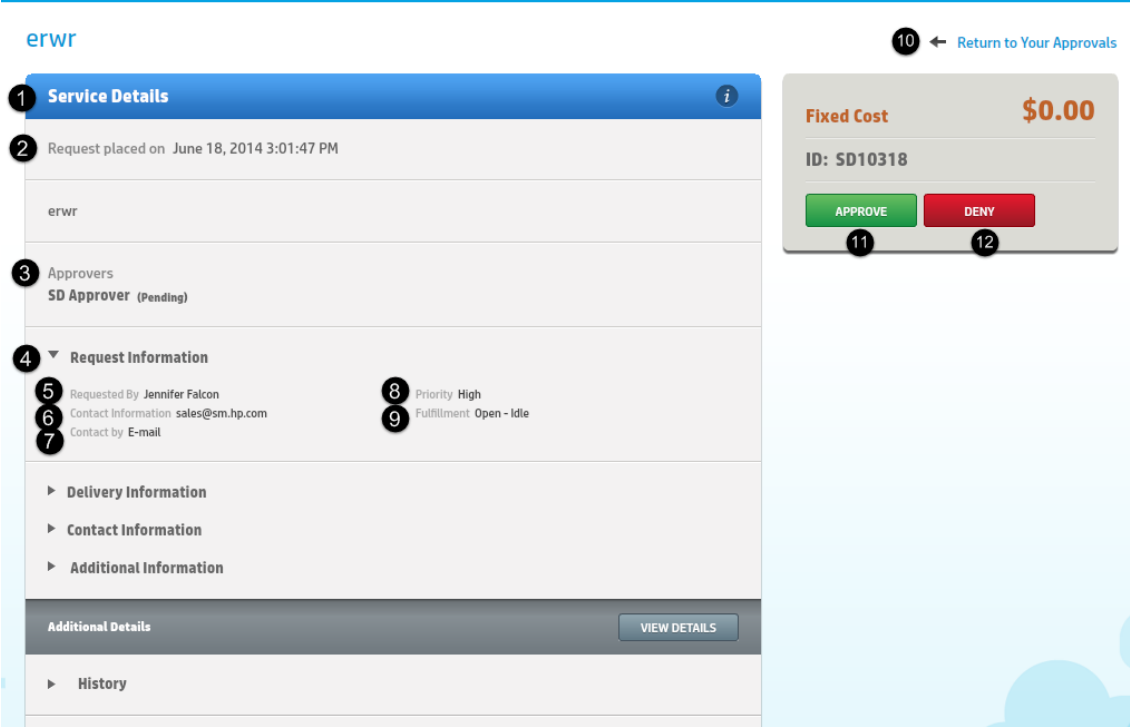 erwr
10 Return to Your Approvals
1 Service Details i
Fixed Cost $0.00
2 Request placed on June 18, 2014 3:01:47 PM
ID: SD10318
erwr
APPROVE DENY
11 12
3 Approvers
SD Approver (Pending)
4 Request Information
5 Requested By Jennifer Falcon
8 Priority High
6 Contact Information sales@sm.hp.com
9 Fulfillment Open - Idle
7 Contact by E-mail
Delivery Information
Contact Information
Additional Information
Additional Details VIEW DETAILS
History